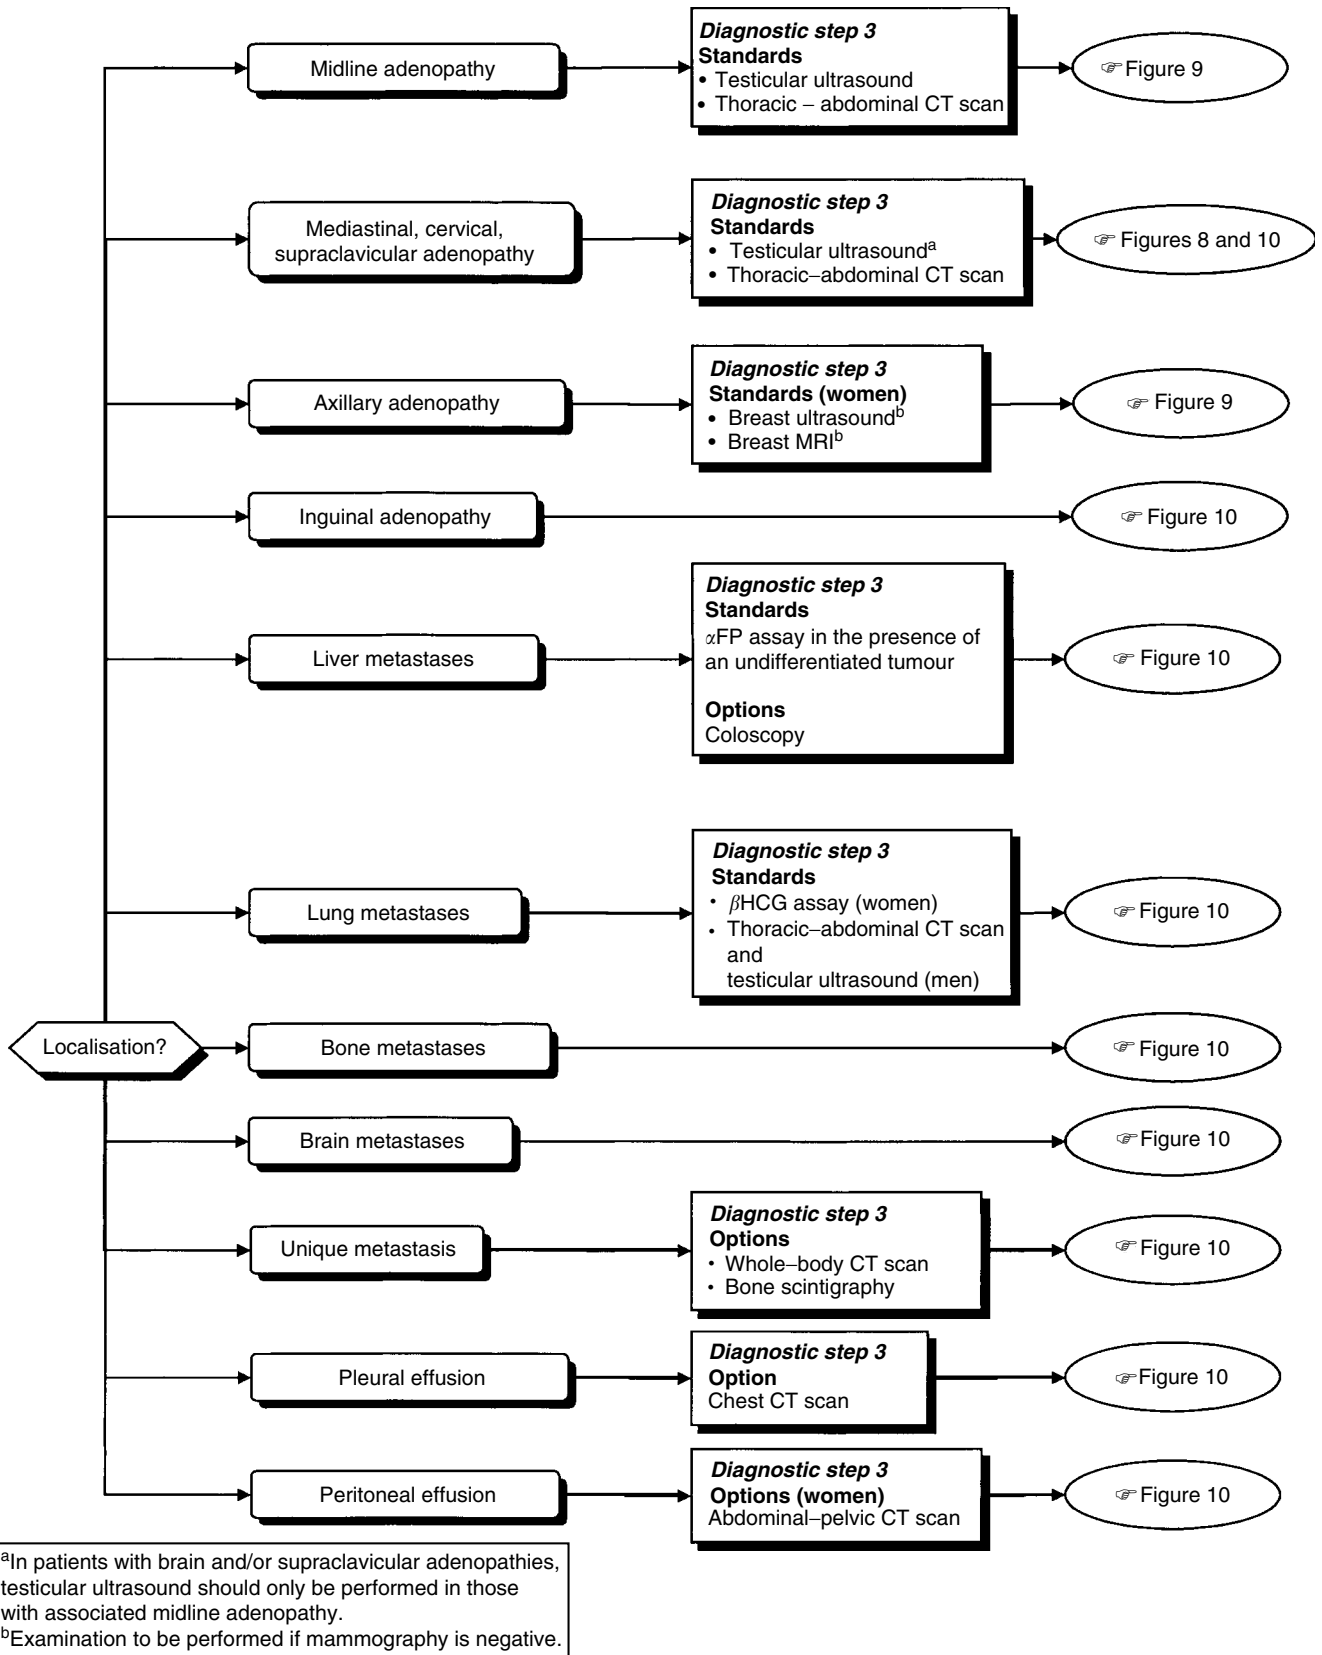 Midline adenopathy
Diagnostic step 3
Standards
• Testicular ultrasound
• Thoracic – abdominal CT scan
☞ Figure 9
Mediastinal, cervical,
supraclavicular adenopathy
Diagnostic step 3
Standards
• Testicular ultrasoundᵃ
• Thoracic–abdominal CT scan
☞ Figures 8 and 10
Axillary adenopathy
Diagnostic step 3
Standards (women)
• Breast ultrasoundᵇ
• Breast MRIᵇ
☞ Figure 9
Inguinal adenopathy
☞ Figure 10
Liver metastases
Diagnostic step 3
Standards
αFP assay in the presence of
an undifferentiated tumour
Options
Coloscopy
☞ Figure 10
Lung metastases
Diagnostic step 3
Standards
• βHCG assay (women)
• Thoracic–abdominal CT scan
and
testicular ultrasound (men)
☞ Figure 10
Localisation?
Bone metastases
☞ Figure 10
Brain metastases
☞ Figure 10
Unique metastasis
Diagnostic step 3
Options
• Whole–body CT scan
• Bone scintigraphy
☞ Figure 10
Pleural effusion
Diagnostic step 3
Option
Chest CT scan
☞ Figure 10
Peritoneal effusion
Diagnostic step 3
Options (women)
Abdominal–pelvic CT scan
☞ Figure 10
ᵃIn patients with brain and/or supraclavicular adenopathies,
testicular ultrasound should only be performed in those
with associated midline adenopathy.
ᵇExamination to be performed if mammography is negative.